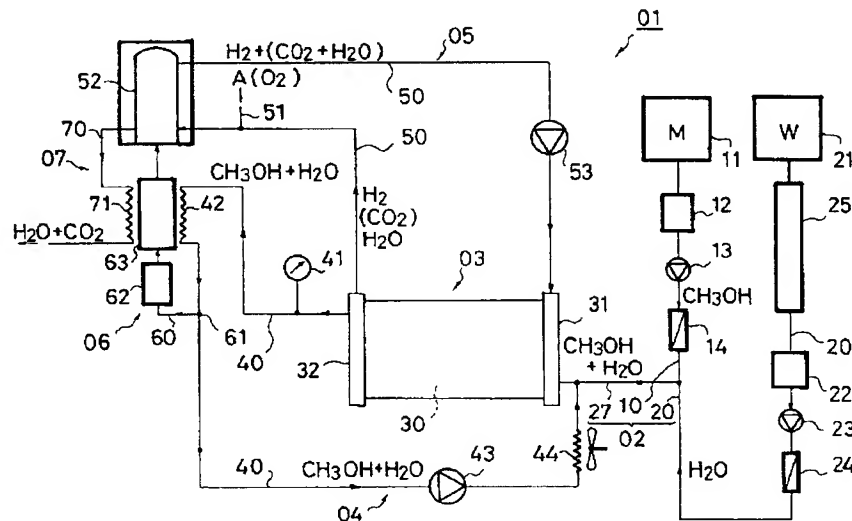 01
H2+(CO2+H2O)
05
A(O2)
52
50
51
M
W
70
50
53
11
21
07
CH3OH+H2O
12
25
71
42
H2
(CO2)
H2O
13
H2O+CO2
41
03
CH3OH
63
31
62
14
20
06
60
61
40
32
CH3OH
+H2O
22
30
27
10
20
02
23
40
CH3OH+H2O
43
44
H2O
24
04